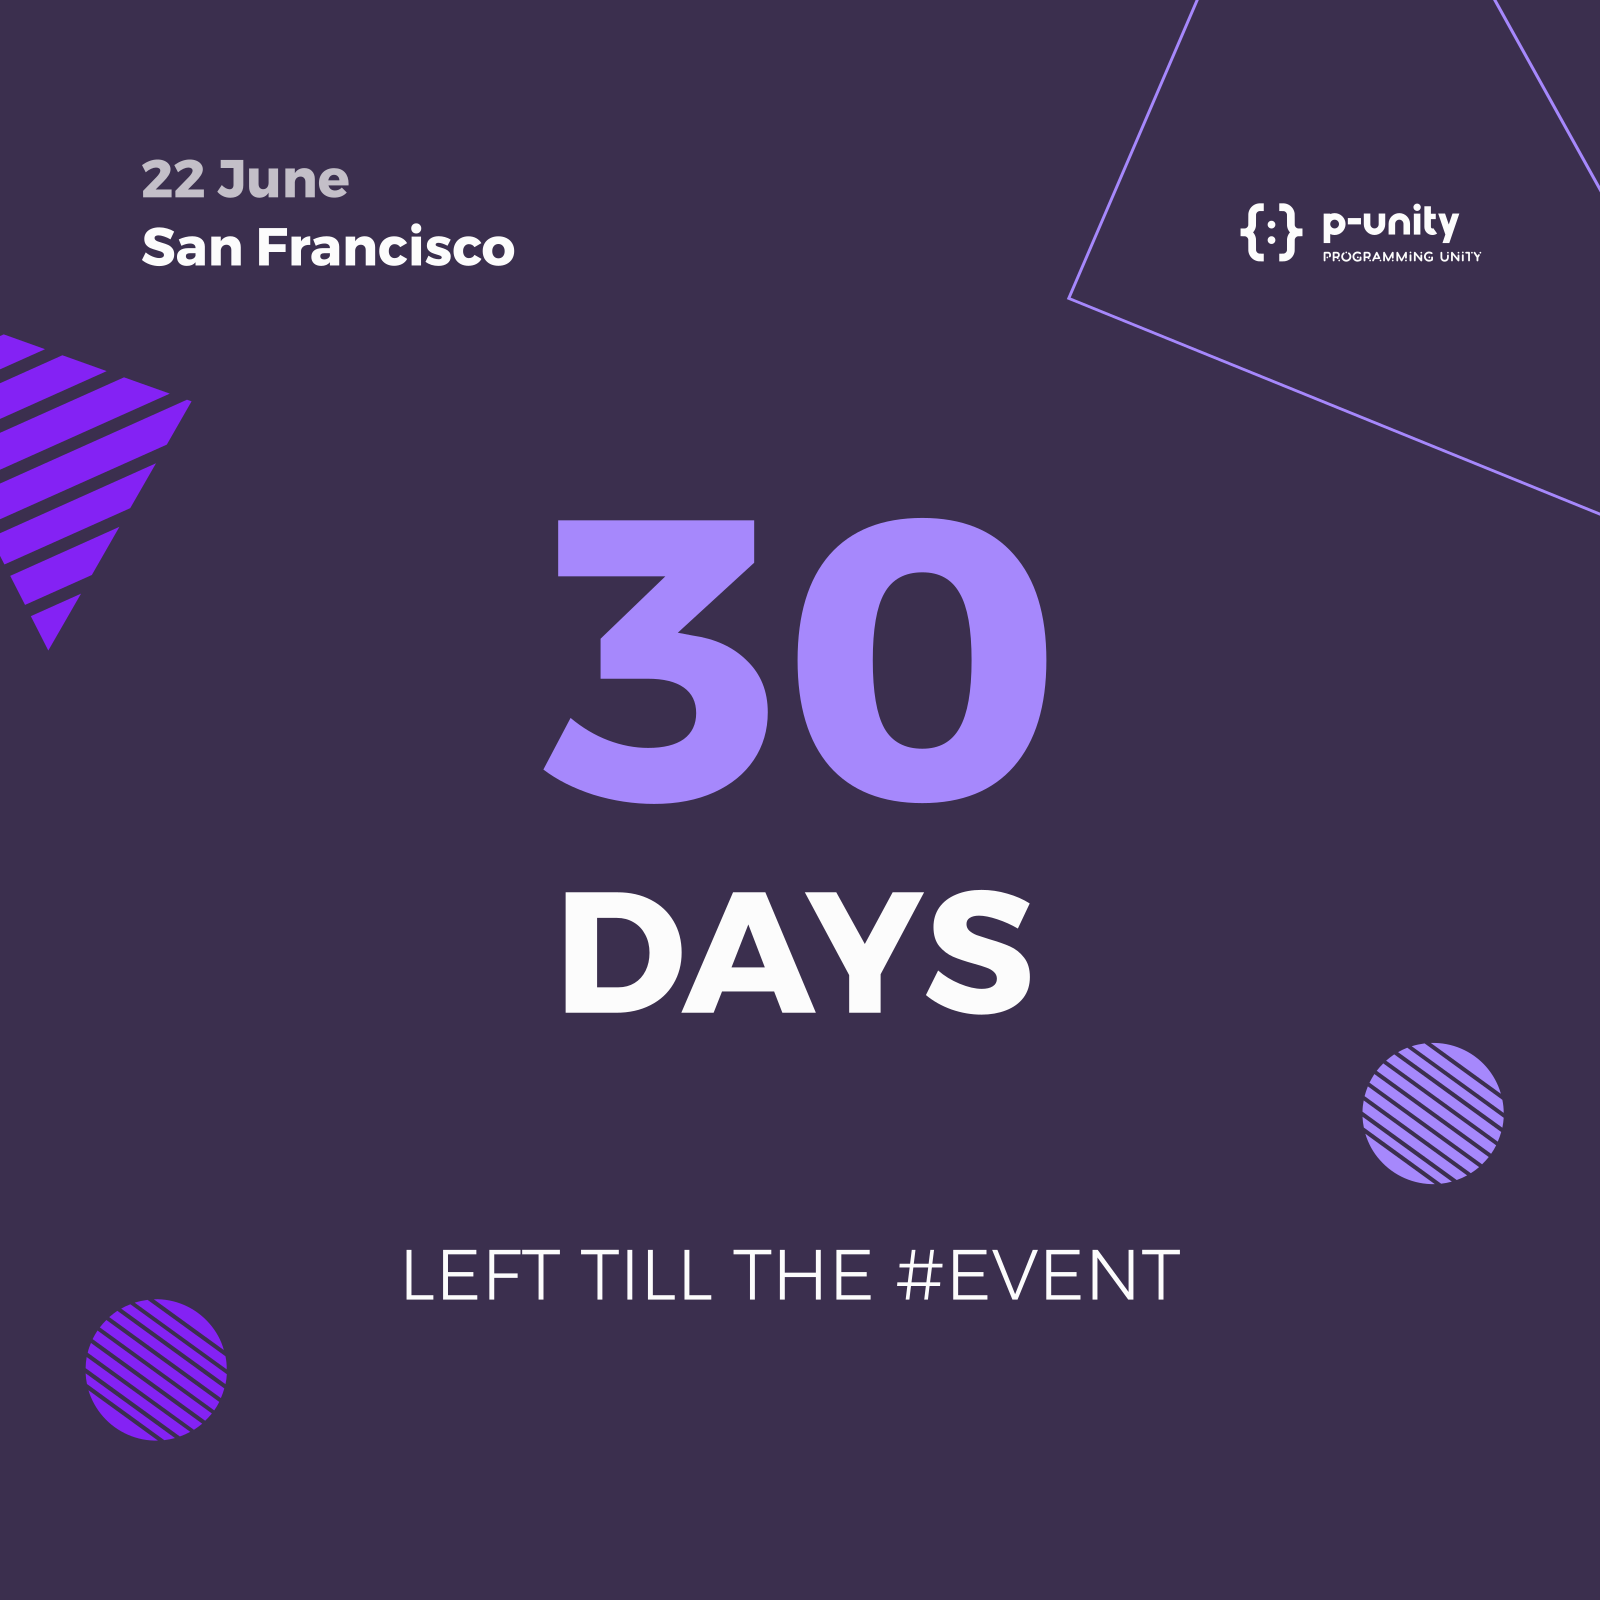 22 June
San Francisco
{:} p-unity
PROGRAMMING UNITY
30
DAYS
LEFT TILL THE #EVENT